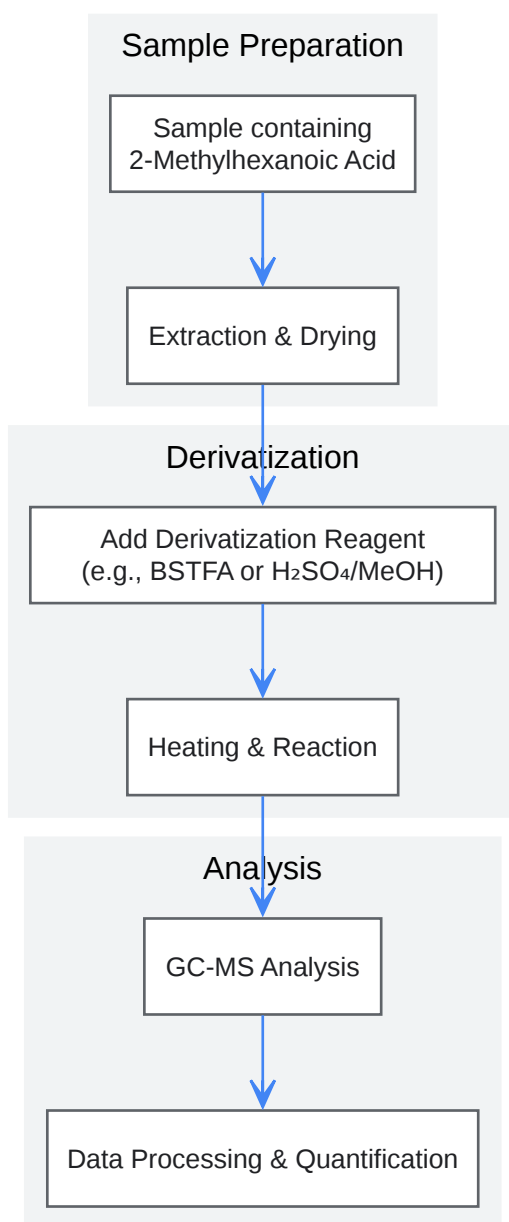 Sample Preparation
Sample containing
2-Methylhexanoic Acid
Extraction & Drying
Derivatization
Add Derivatization Reagent
(e.g., BSTFA or H₂SO₄/MeOH)
Heating & Reaction
Analysis
GC-MS Analysis
Data Processing & Quantification